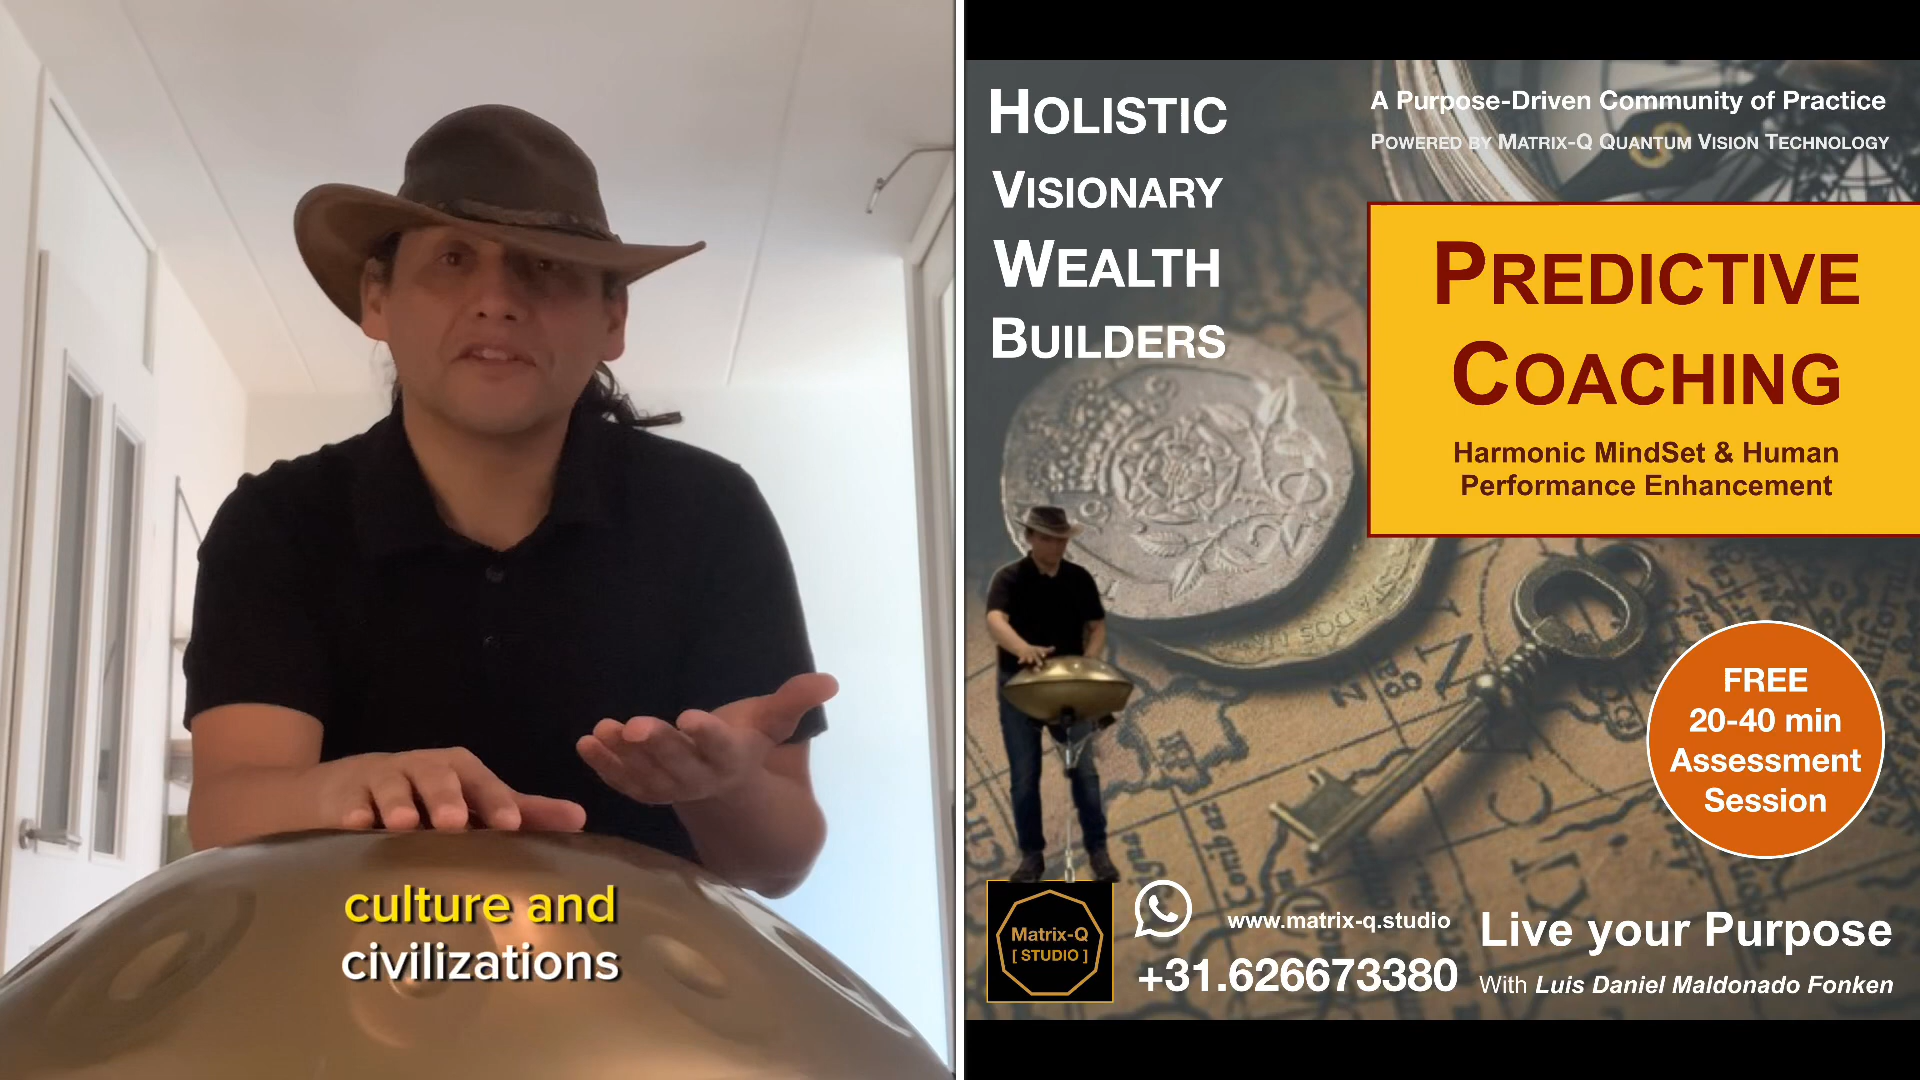 culture and
civilizations
HOLISTIC
VISIONARY
WEALTH
BUILDERS
A Purpose-Driven Community of Practice
POWERED BY MATRIX-Q QUANTUM VISION TECHNOLOGY
PREDICTIVE
COACHING
Harmonic MindSet & Human
Performance Enhancement
FREE
20-40 min
Assessment
Session
Matrix-Q
[ STUDIO ]
www.matrix-q.studio
+31.626673380
Live your Purpose
With Luis Daniel Maldonado Fonken